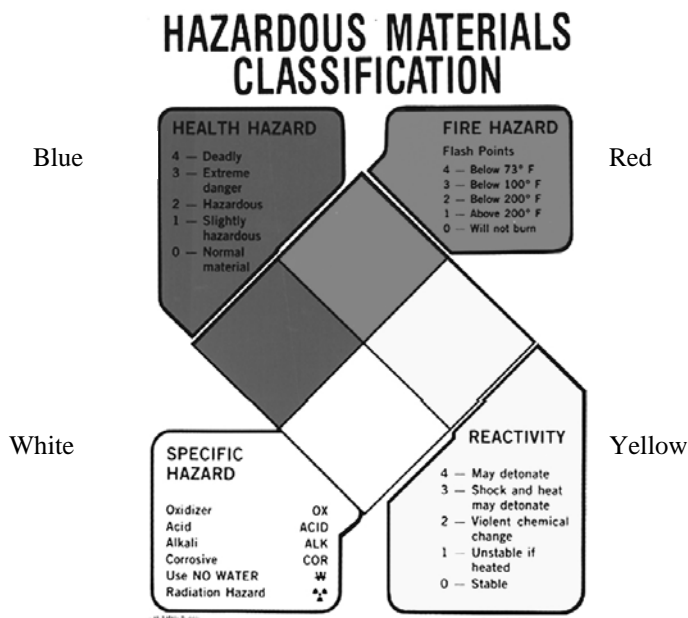 HAZARDOUS MATERIALS
CLASSIFICATION
Blue
HEALTH HAZARD
4 — Deadly
3 — Extreme
danger
2 — Hazardous
1 — Slightly
hazardous
0 — Normal
material
FIRE HAZARD
Flash Points
4 — Below 73° F
3 — Below 100° F
2 — Below 200° F
1 — Above 200° F
0 — Will not burn
Red
White
SPECIFIC
HAZARD
Oxidizer OX
Acid ACID
Alkali ALK
Corrosive COR
Use NO WATER W
Radiation Hazard
REACTIVITY
4 — May detonate
3 — Shock and heat
may detonate
2 — Violent chemical
change
1 — Unstable if
heated
0 — Stable
Yellow